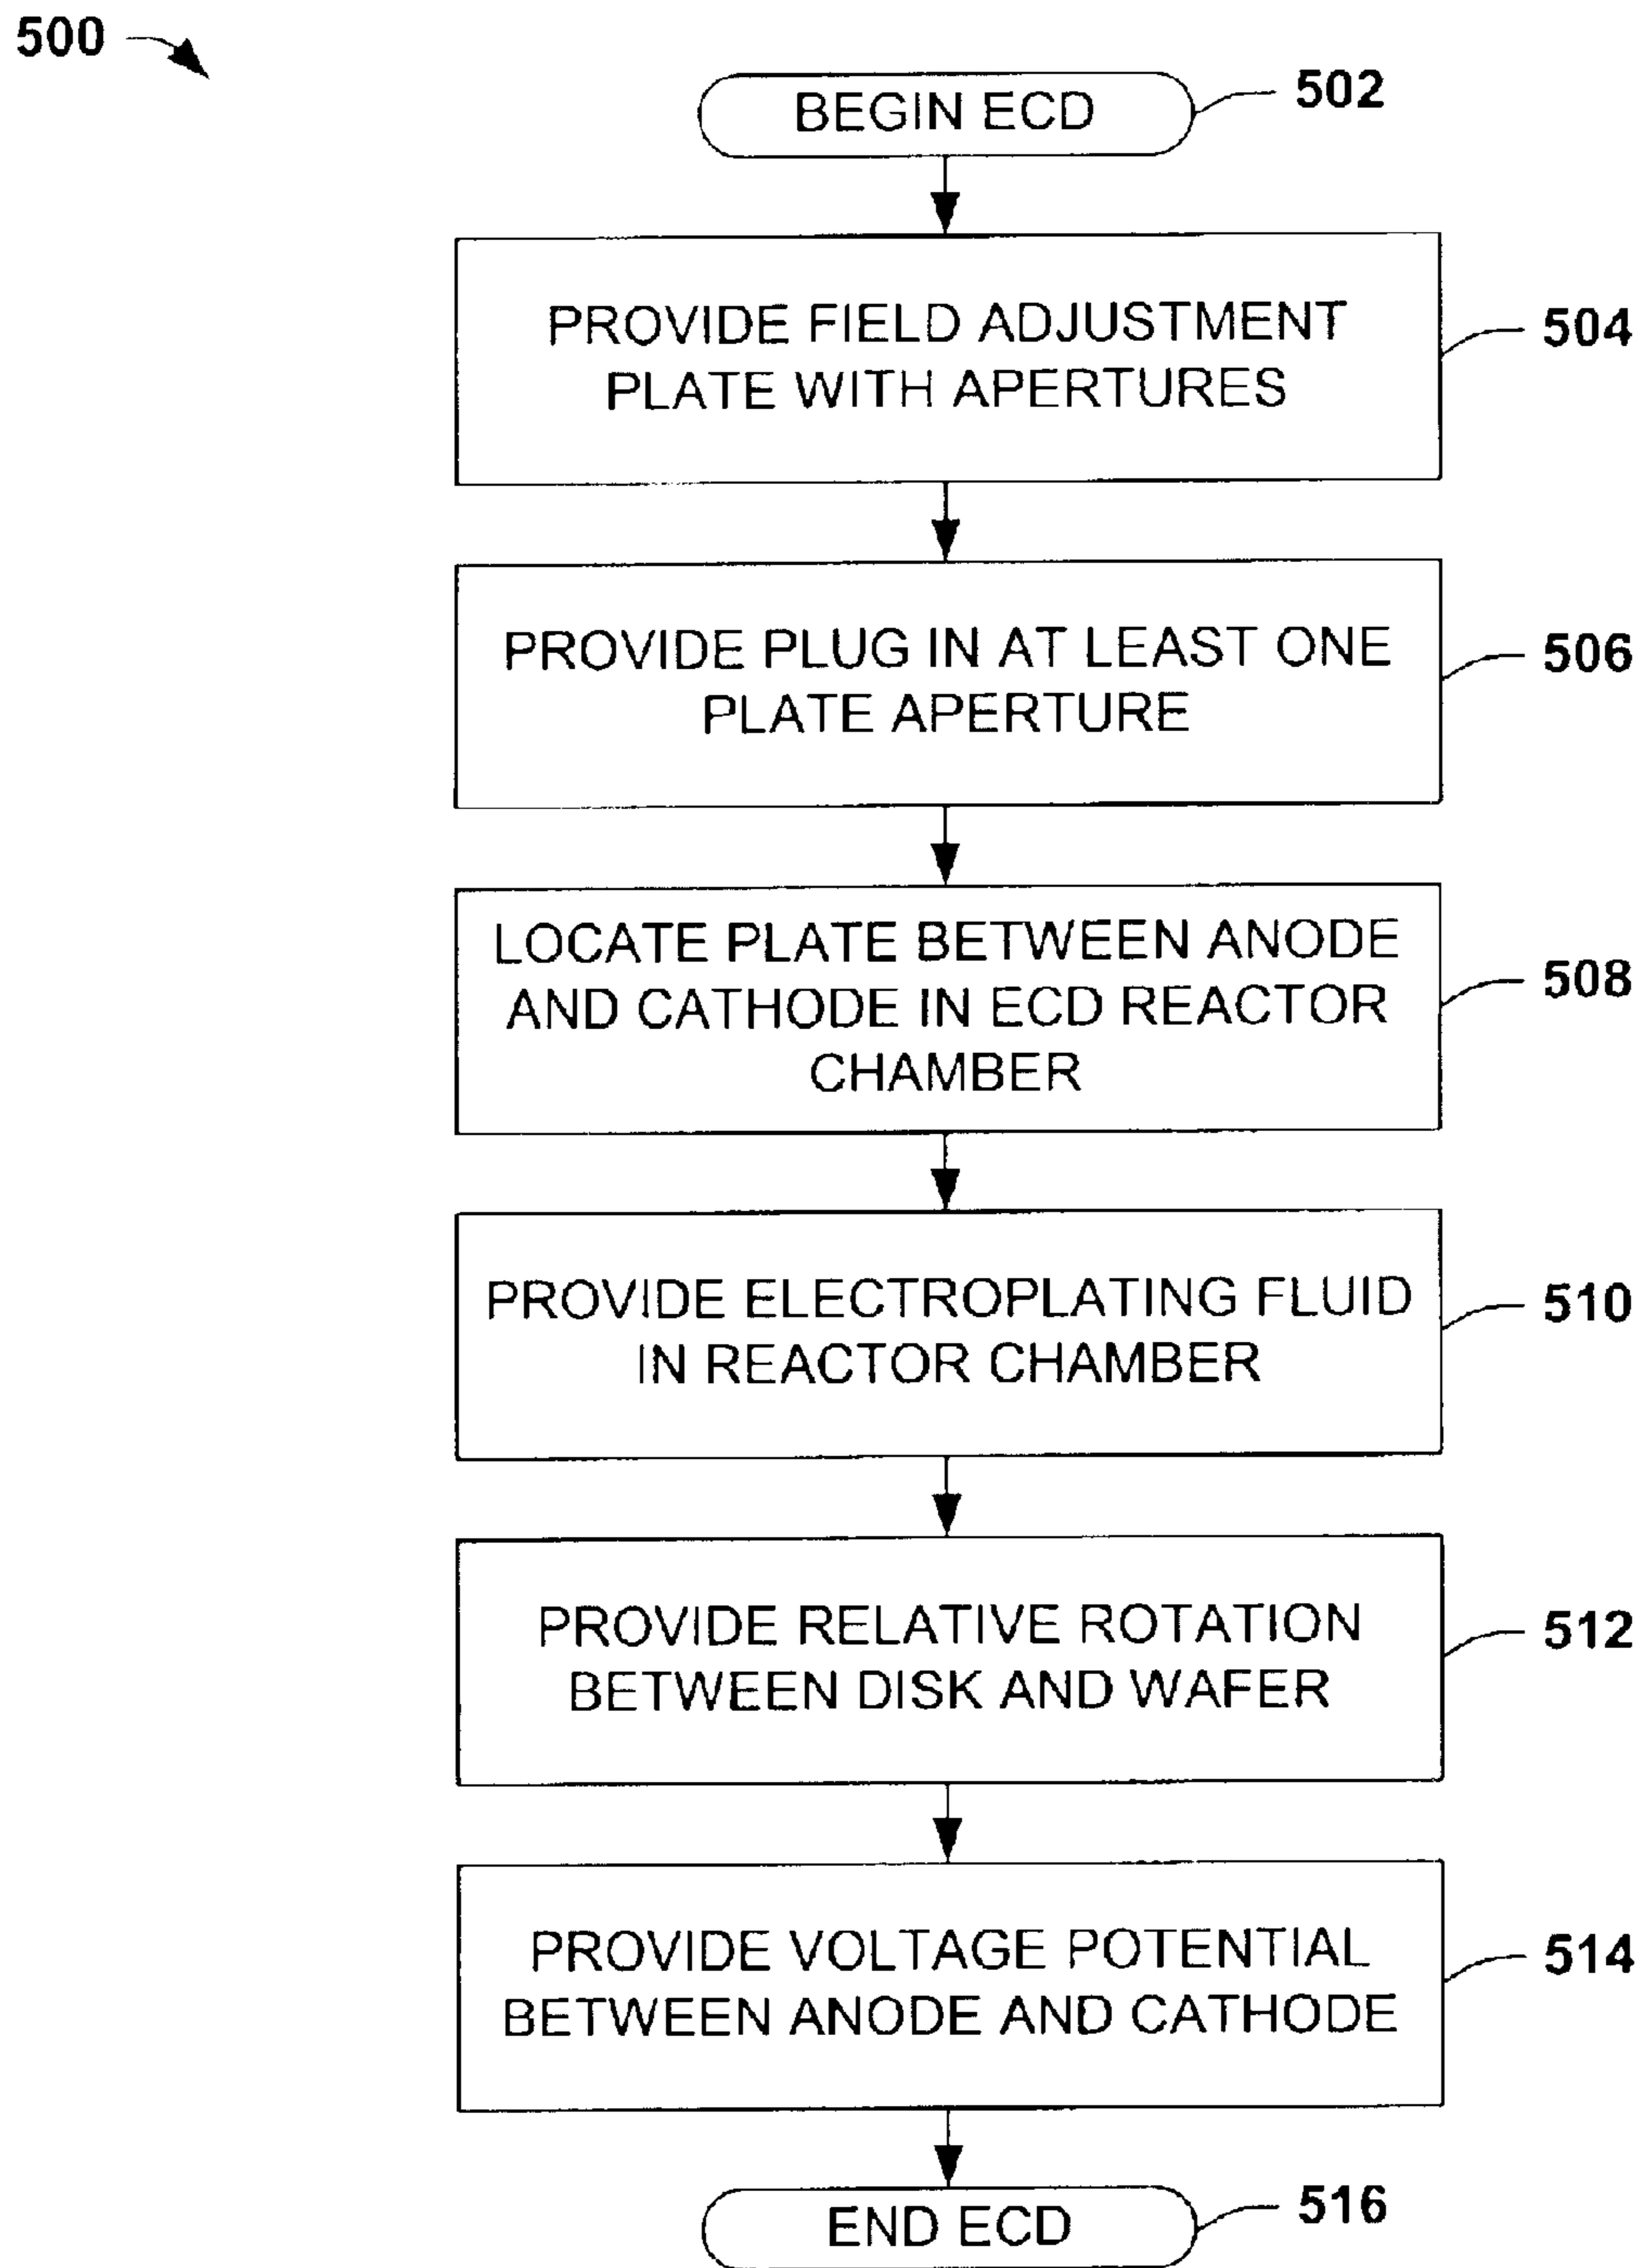 500
BEGIN ECD
502
PROVIDE FIELD ADJUSTMENT
PLATE WITH APERTURES
504
PROVIDE PLUG IN AT LEAST ONE
PLATE APERTURE
506
LOCATE PLATE BETWEEN ANODE
AND CATHODE IN ECD REACTOR
CHAMBER
508
PROVIDE ELECTROPLATING FLUID
IN REACTOR CHAMBER
510
PROVIDE RELATIVE ROTATION
BETWEEN DISK AND WAFER
512
PROVIDE VOLTAGE POTENTIAL
BETWEEN ANODE AND CATHODE
514
END ECD
516